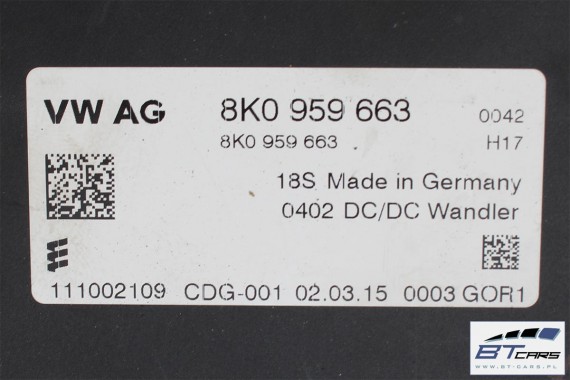 VW AG 8K0 959 663 0042
8K0 959 663 H17
18S Made in Germany
0402 DC/DC Wandler
111002109 CDG-001 02.03.15 0003 GOR1
BT CARS
WWW.BT-CARS.PL